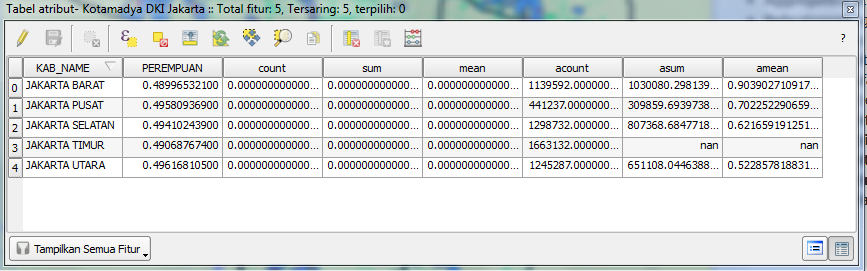 Tabel atribut- Kotamadya DKI Jakarta :: Total fitur: 5, Tersaring: 5, terpilih: 0
?
KAB_NAME PEREMPUAN count sum mean acount asum amean
0 JAKARTA BARAT 0.48996532100 0.000000000000... 0.000000000000... 0.000000000000... 1139592.000000... 1030080.298139... 0.903902710917...
1 JAKARTA PUSAT 0.49580936900 0.000000000000... 0.000000000000... 0.000000000000... 441237.0000000... 309859.6939738... 0.702252290659...
2 JAKARTA SELATAN 0.49410243900 0.000000000000... 0.000000000000... 0.000000000000... 1298732.000000... 807368.6847718... 0.621659191251...
3 JAKARTA TIMUR 0.49068767400 0.000000000000... 0.000000000000... 0.000000000000... 1663132.000000... nan nan
4 JAKARTA UTARA 0.49616810500 0.000000000000... 0.000000000000... 0.000000000000... 1245287.000000... 651108.0446388... 0.522857818831...
Tampilkan Semua Fitur